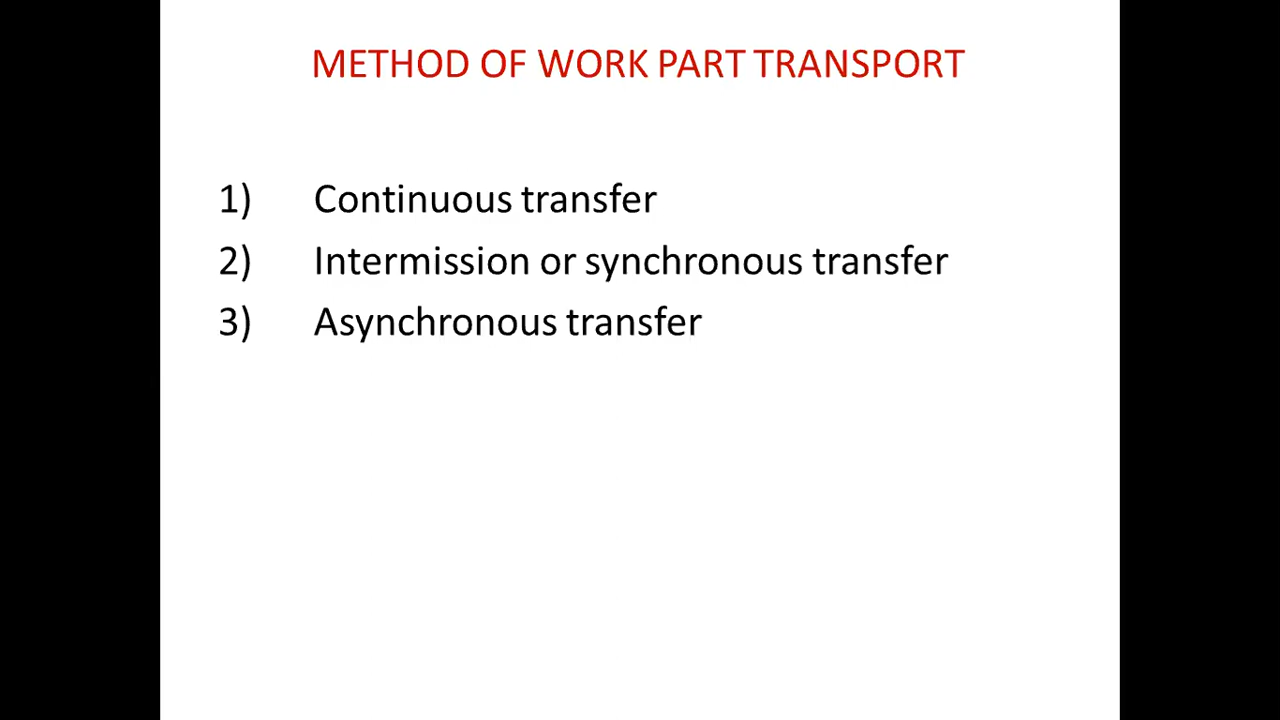 METHOD OF WORK PART TRANSPORT
1) Continuous transfer
2) Intermission or synchronous transfer
3) Asynchronous transfer